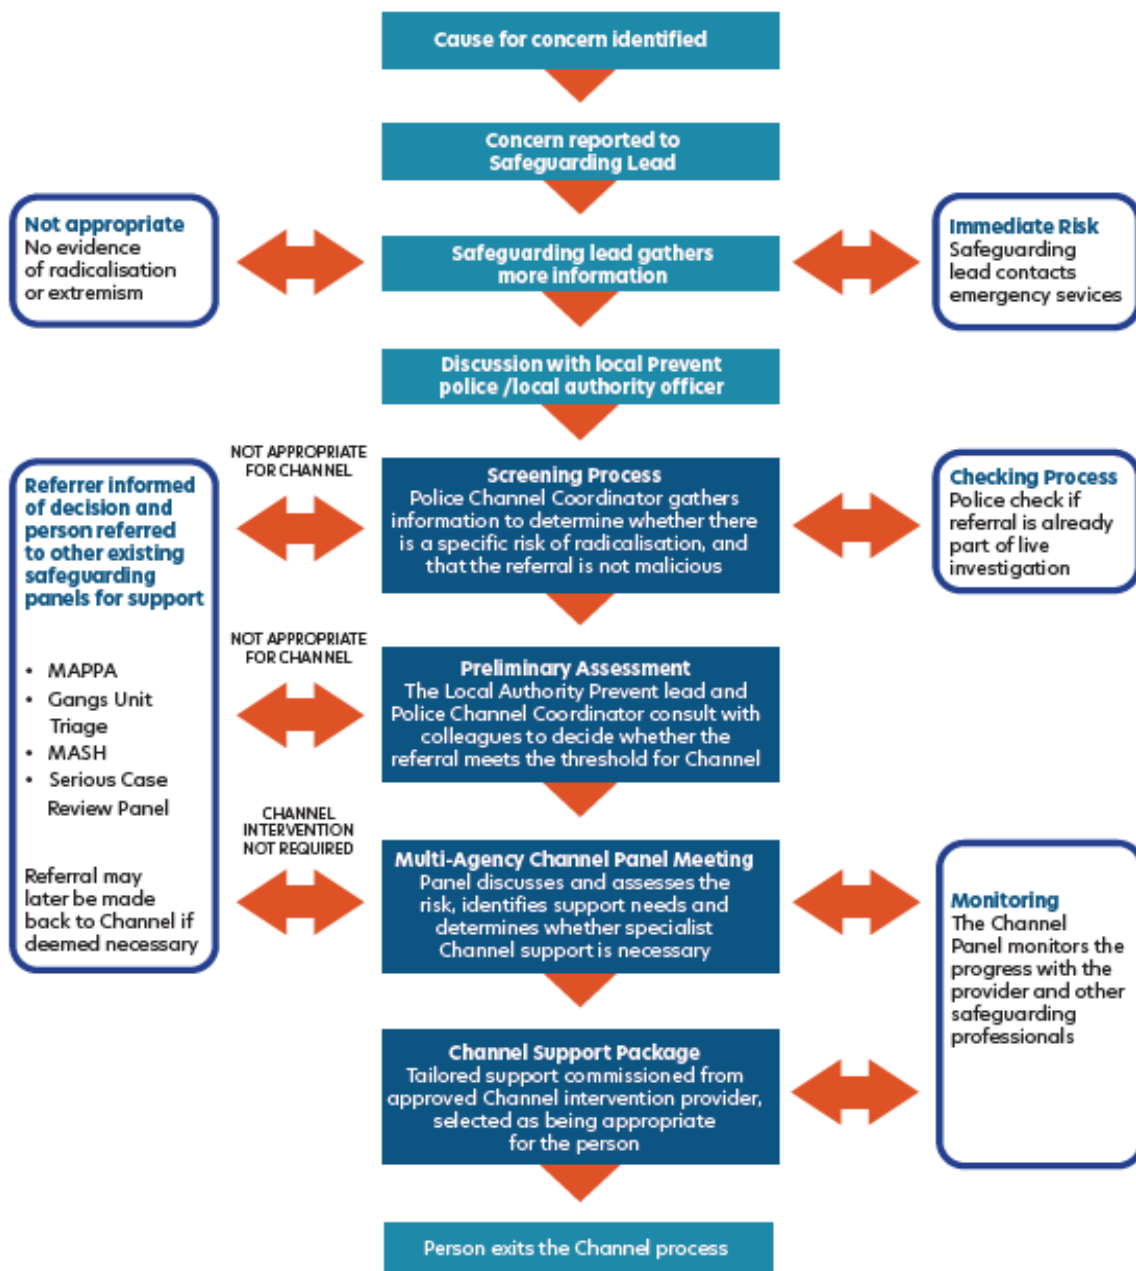 Cause for concern identified
Concern reported to
Safeguarding Lead
Not appropriate
No evidence
of radicalisation
or extremism
Safeguarding lead gathers
more information
Immediate Risk
Safeguarding
lead contacts
emergency sevices
Discussion with local Prevent
police /local authority officer
NOT APPROPRIATE
FOR CHANNEL
Screening Process
Police Channel Coordinator gathers
information to determine whether there
is a specific risk of radicalisation, and
that the referral is not malicious
Checking Process
Police check if
referral is already
part of live
investigation
Referrer informed
of decision and
person referred
to other existing
safeguarding
panels for support
• MAPPA
• Gangs Unit
Triage
• MASH
• Serious Case
Review Panel
Referral may
later be made
back to Channel if
deemed necessary
NOT APPROPRIATE
FOR CHANNEL
Preliminary Assessment
The Local Authority Prevent lead and
Police Channel Coordinator consult with
colleagues to decide whether the
referral meets the threshold for Channel
CHANNEL
INTERVENTION
NOT REQUIRED
Multi-Agency Channel Panel Meeting
Panel discusses and assesses the
risk, identifies support needs and
determines whether specialist
Channel support is necessary
Monitoring
The Channel
Panel monitors the
progress with the
provider and other
safeguarding
professionals
Channel Support Package
Tailored support commissioned from
approved Channel intervention provider,
selected as being appropriate
for the person
Person exits the Channel process